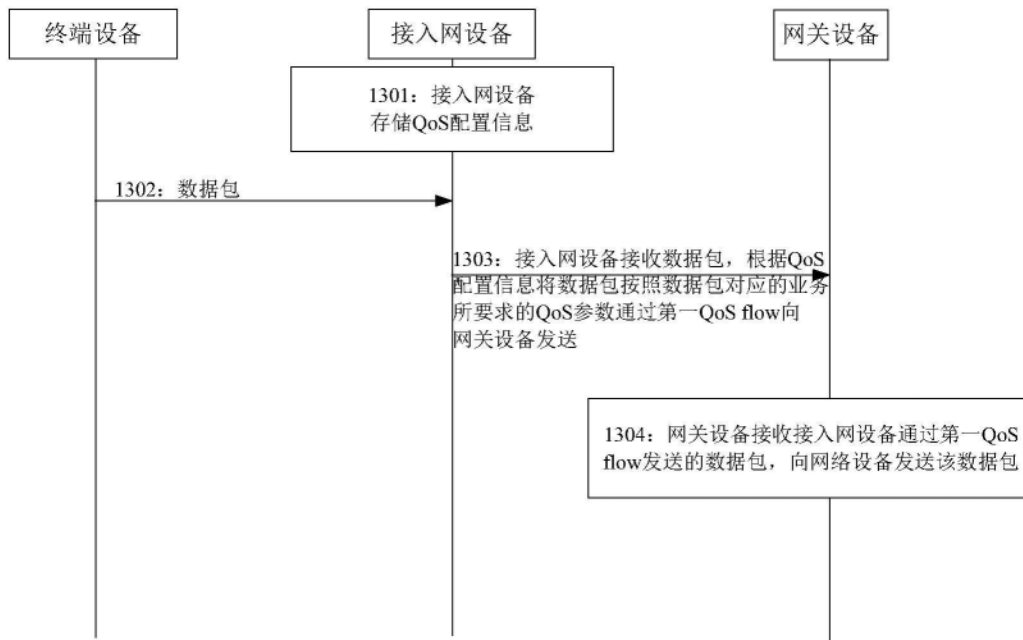 终端设备
接入网设备
网关设备
1301：接入网设备
存储QoS配置信息
1302：数据包
1303：接入网设备接收数据包，根据QoS
配置信息将数据包按照数据包对应的业务
所要求的QoS参数通过第一QoS flow向
网关设备发送
1304：网关设备接收接入网设备通过第一QoS
flow发送的数据包，向网络设备发送该数据包